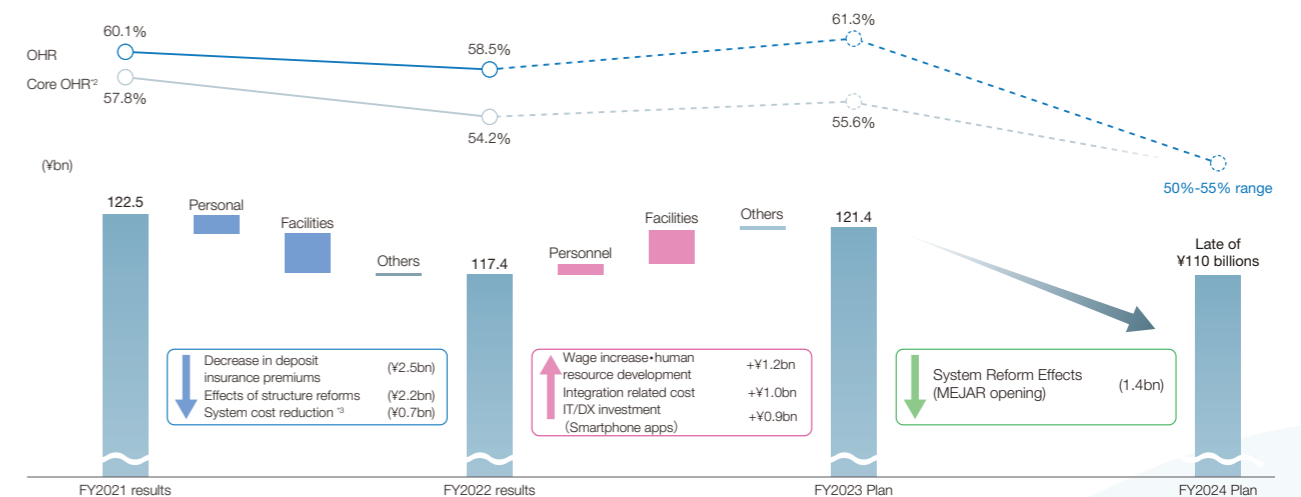 60.1%
58.5%
61.3%
OHR
Core OHR*2
57.8%
54.2%
55.6%
50%-55% range
(¥bn)
122.5
Personal
Facilities
Others
117.4
Personnel
Facilities
Others
121.4
Late of
¥110 billions
Decrease in deposit
insurance premiums
(¥2.5bn)
Effects of structure reforms
(¥2.2bn)
System cost reduction *3
(¥0.7bn)
Wage increase•human
resource development
+¥1.2bn
Integration related cost
+¥1.0bn
IT/DX investment
(Smartphone apps)
+¥0.9bn
System Reform Effects
(MEJAR opening)
(1.4bn)
FY2021 results
FY2022 results
FY2023 Plan
FY2024 Plan